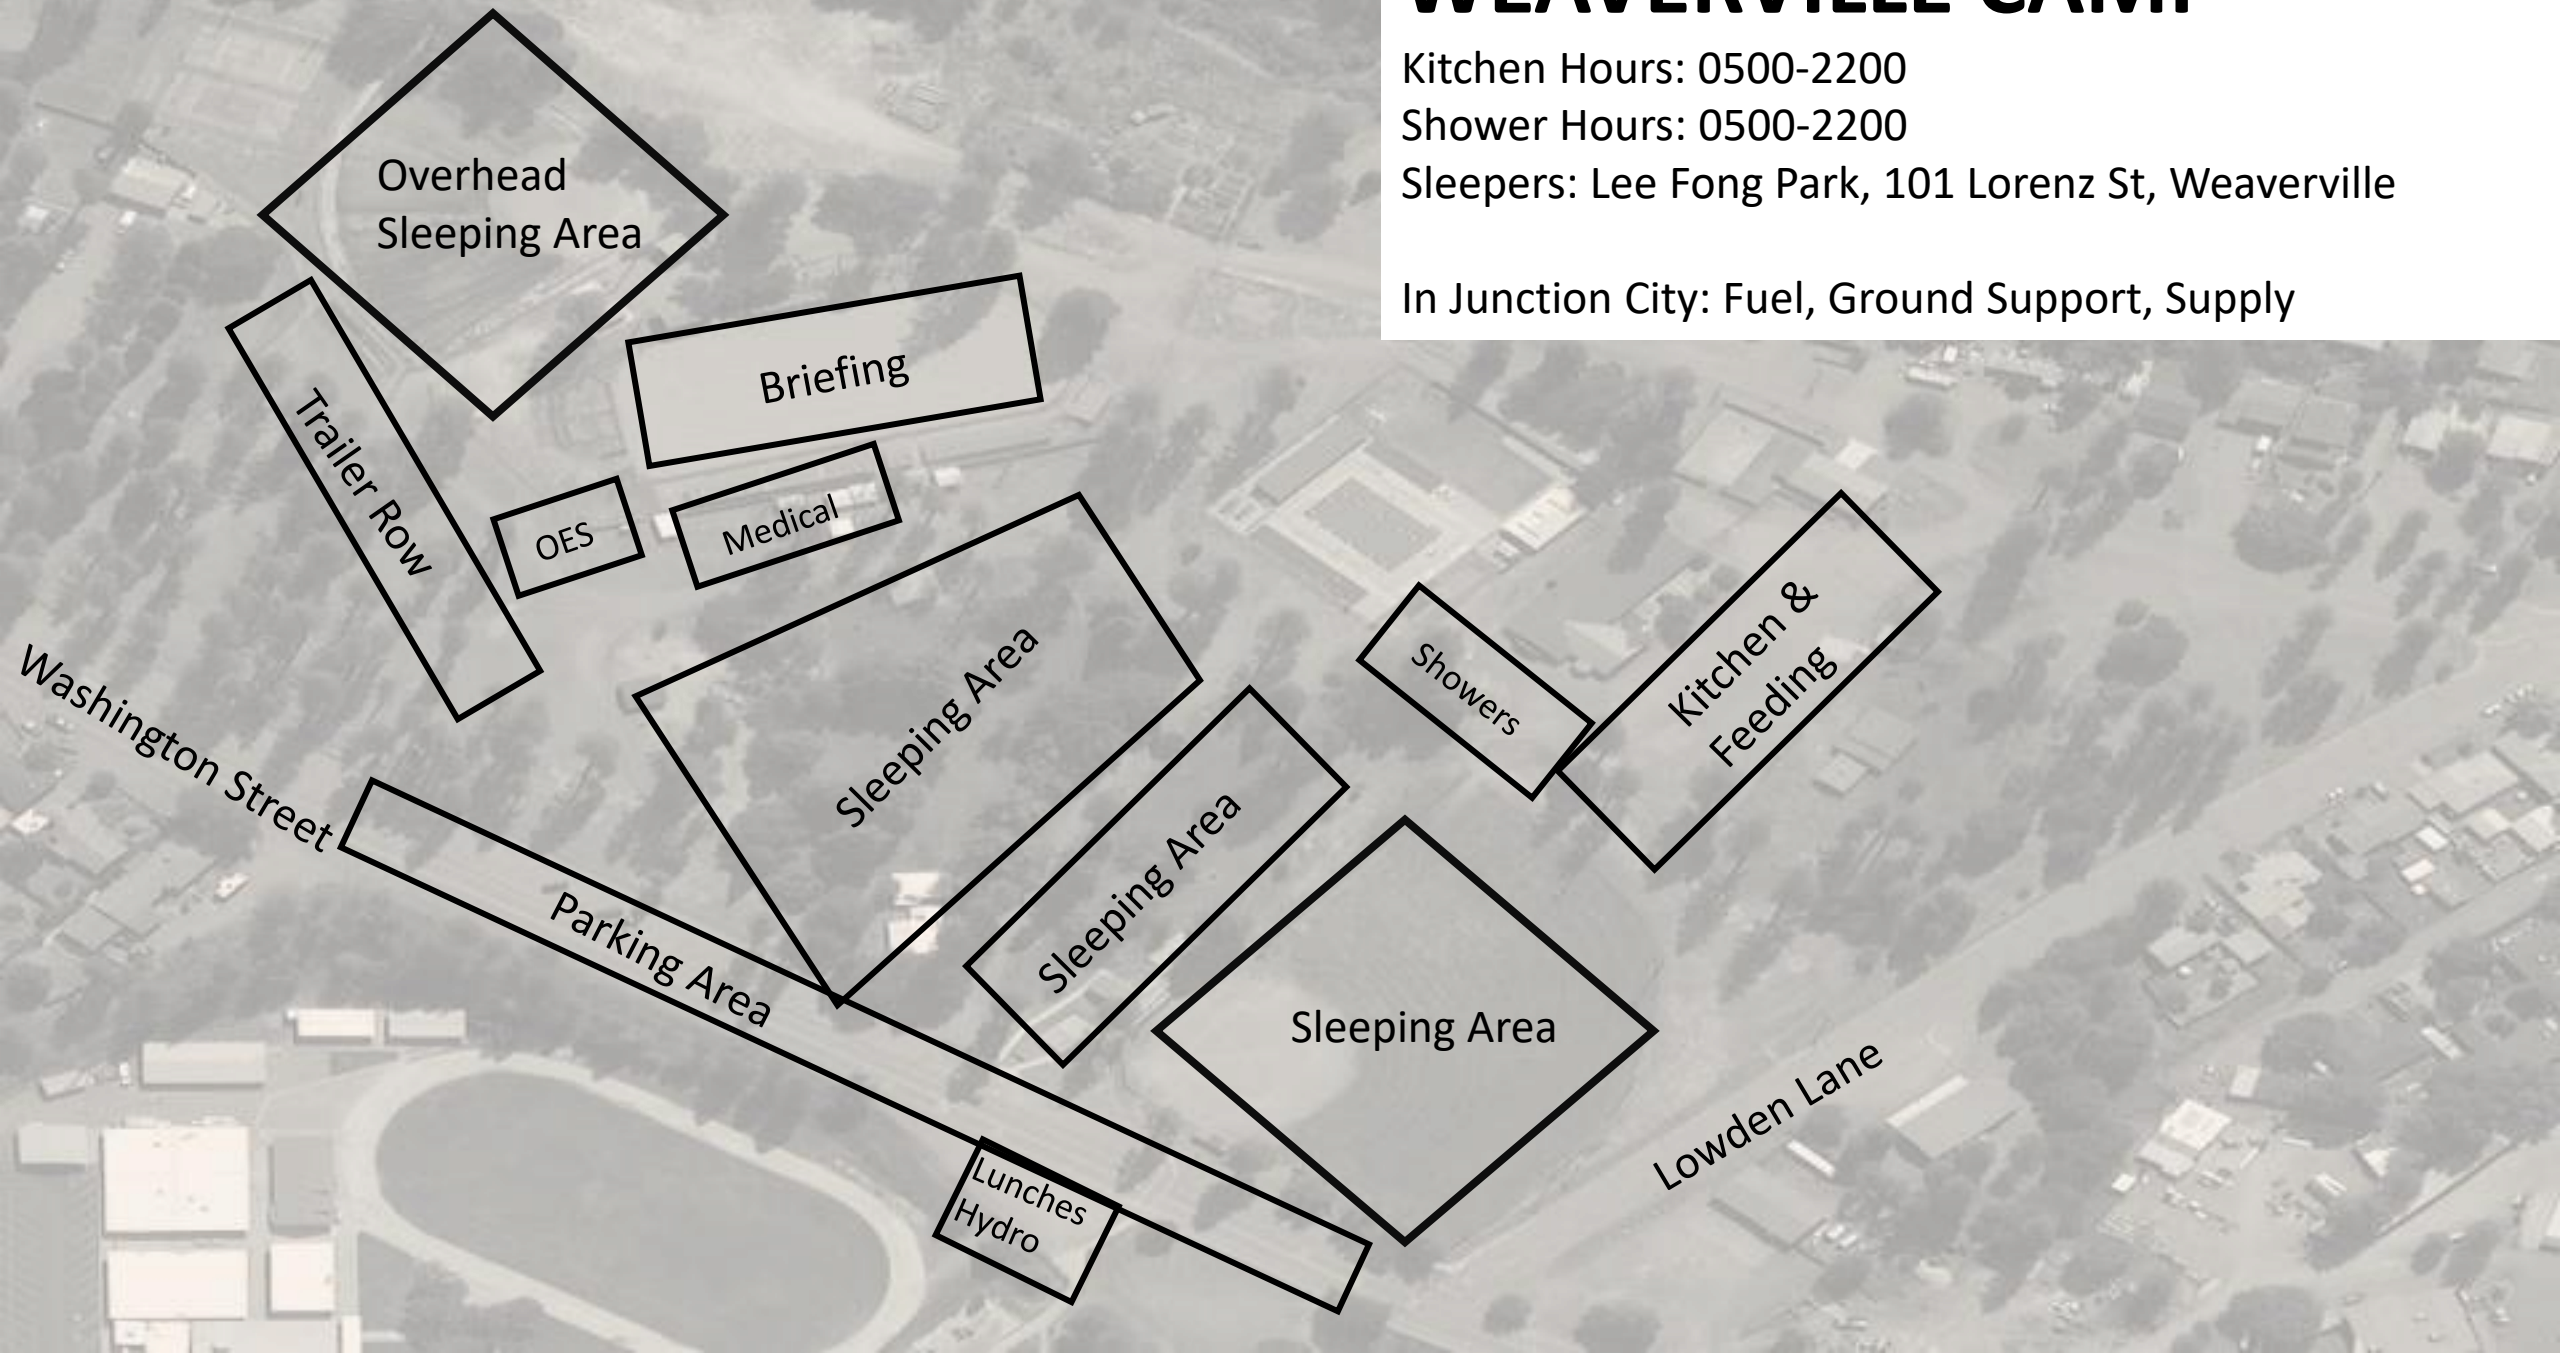 WEAVERVILLE CAMP
Kitchen Hours: 0500-2200
Shower Hours: 0500-2200
Sleepers: Lee Fong Park, 101 Lorenz St, Weaverville
In Junction City: Fuel, Ground Support, Supply
Overhead
Sleeping Area
Briefing
Trailer Row
OES
Medical
Sleeping Area
Showers
Kitchen &
Feeding
Washington Street
Sleeping Area
Parking Area
Sleeping Area
Lowden Lane
Lunches
Hydro